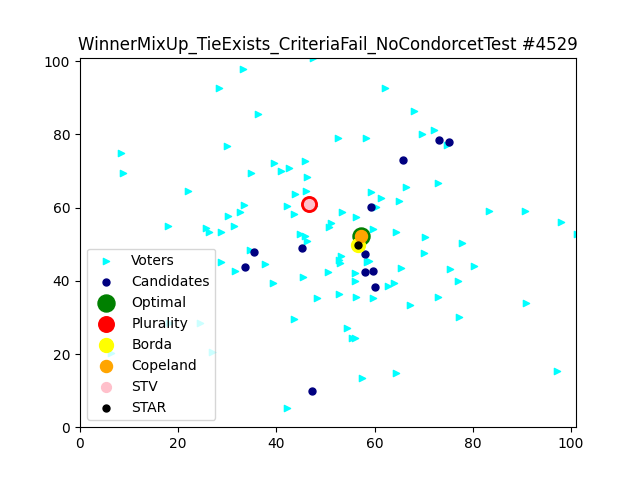 WinnerMixUp_TieExists_CriteriaFail_NoCondorcetTest #4529
100
80
60
40
20
0
Voters
Candidates
Optimal
Plurality
Borda
Copeland
STV
STAR
0 20 40 60 80 100